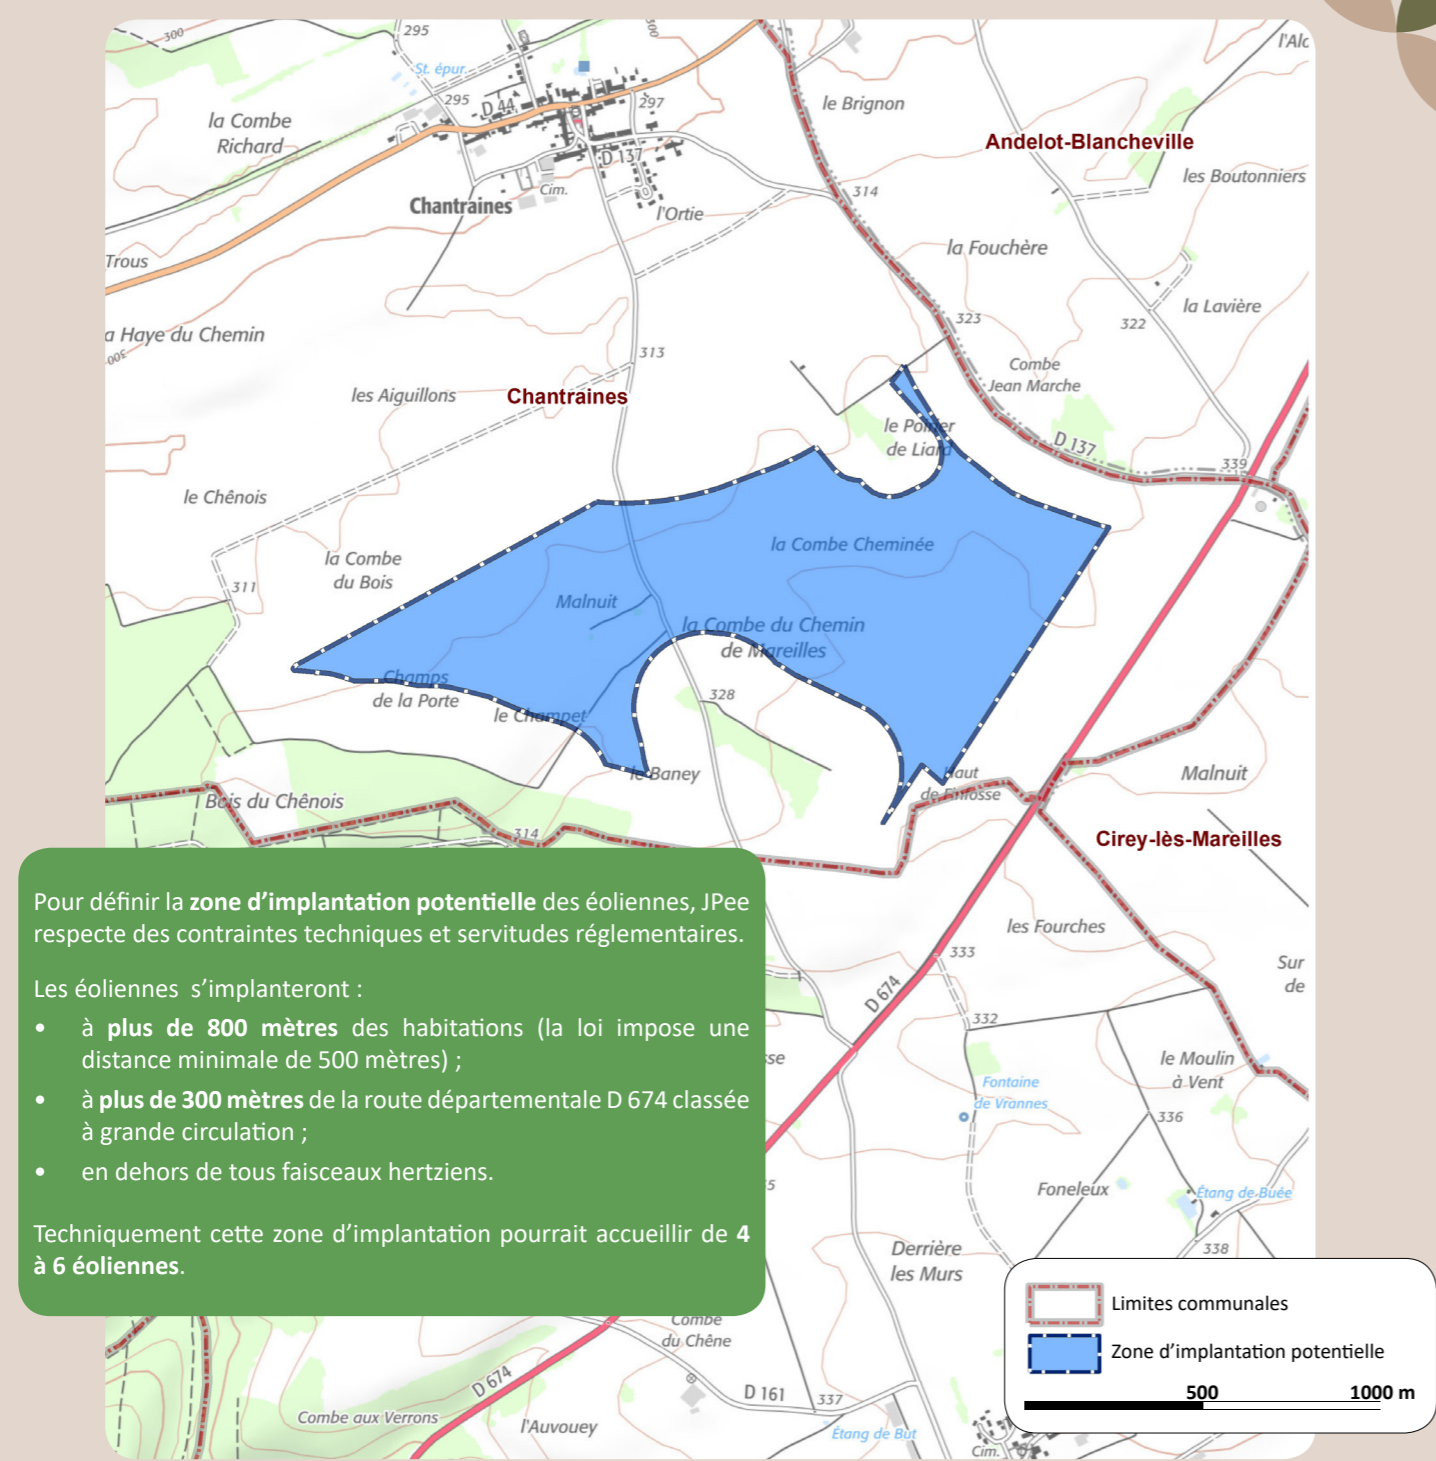 300
295
300
l'Alc
St. épur.
le Brignon
295
D 44
297
la Combe
Richard
Andelot-Blancheville
D 137
les Boutonniers
Cim.
314
Chantraines
l'Ortie
la Fouchère
Trous
la Lavière
323
322
a Haye du Chemin
300
313
Combe
Jean Marche
les Aiguillons
Chantraines
le Poirier
de Liard
D 137
339
le Chênois
la Combe
du Bois
la Combe Cheminée
311
Malnuit
la Combe du Chemin
de Mareilles
Champs
de la Porte
328
le Champet
le Baney
Haut
de Finlosse
Malnuit
l Bois du Chênois
314
Cirey-lès-Mareilles
Pour définir la zone d'implantation potentielle des éoliennes, JPee
respecte des contraintes techniques et servitudes réglementaires.
Les éoliennes s'implanteront :
• à plus de 800 mètres des habitations (la loi impose une
distance minimale de 500 mètres) ;
• à plus de 300 mètres de la route départementale D 674 classée
à grande circulation ;
• en dehors de tous faisceaux hertziens.
Techniquement cette zone d'implantation pourrait accueillir de 4
à 6 éoliennes.
les Fourches
333
Sur
de
D 674
332
sse
le Moulin
à Vent
Fontaine
de Vrannes
336
5
Foneleux
Étang de Buée
Derrière
les Murs
338
Combe
du Chêne
D 674
D 161
337
Combe aux Verrons
l'Auvouey
Étang de But
Cim.
Limites communales
Zone d'implantation potentielle
500
1000 m